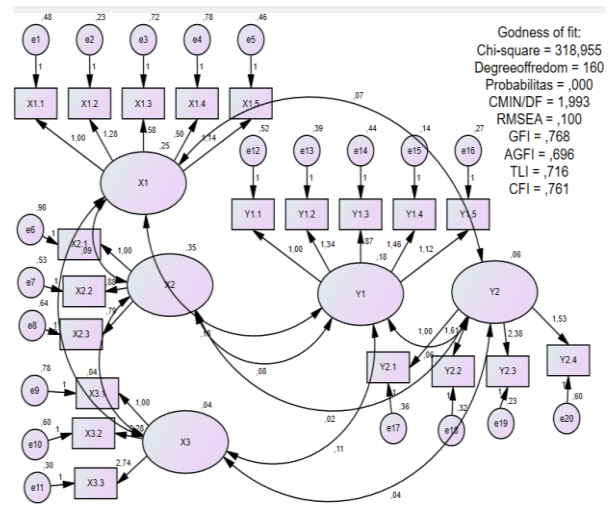 ,48
,23
,72
,78
,46
e1
e2
e3
e4
e5
1
1
1
1
1
X1.1
X1.2
X1.3
X1.4
X1.5
1,00
1,28
,58
,50
1,14
,25
X1
Godness of fit:
Chi-square = 318,955
Degreeoffredom = 160
Probabilitas = ,000
CMIN/DF = 1,993
RMSEA = ,100
GFI = ,768
AGFI = ,696
TLI = ,716
CFI = ,761
,07
,52
,39
,44
,14
,27
e12
e13
e14
e15
e16
1
1
1
1
1
Y1.1
Y1.2
Y1.3
Y1.4
Y1.5
1,00
1,34
,87
1,46
1,12
,18
Y1
,98
e6
1
X2.1
,09
1,00
,35
X2
,53
e7
1
X2.2
,88
,64
e8
1
X2.3
,79
,08
,06
Y2
1,00
1,61
2,38
1,53
Y2.1
Y2.2
Y2.3
Y2.4
1
1
1
1
,36
,32
,23
,60
e17
e18
e19
e20
,78
e9
1
X3.1
,04
1,00
,04
X3
,60
e10
1
X3.2
,30
e11
1
X3.3
2,74
,02
,11
,04